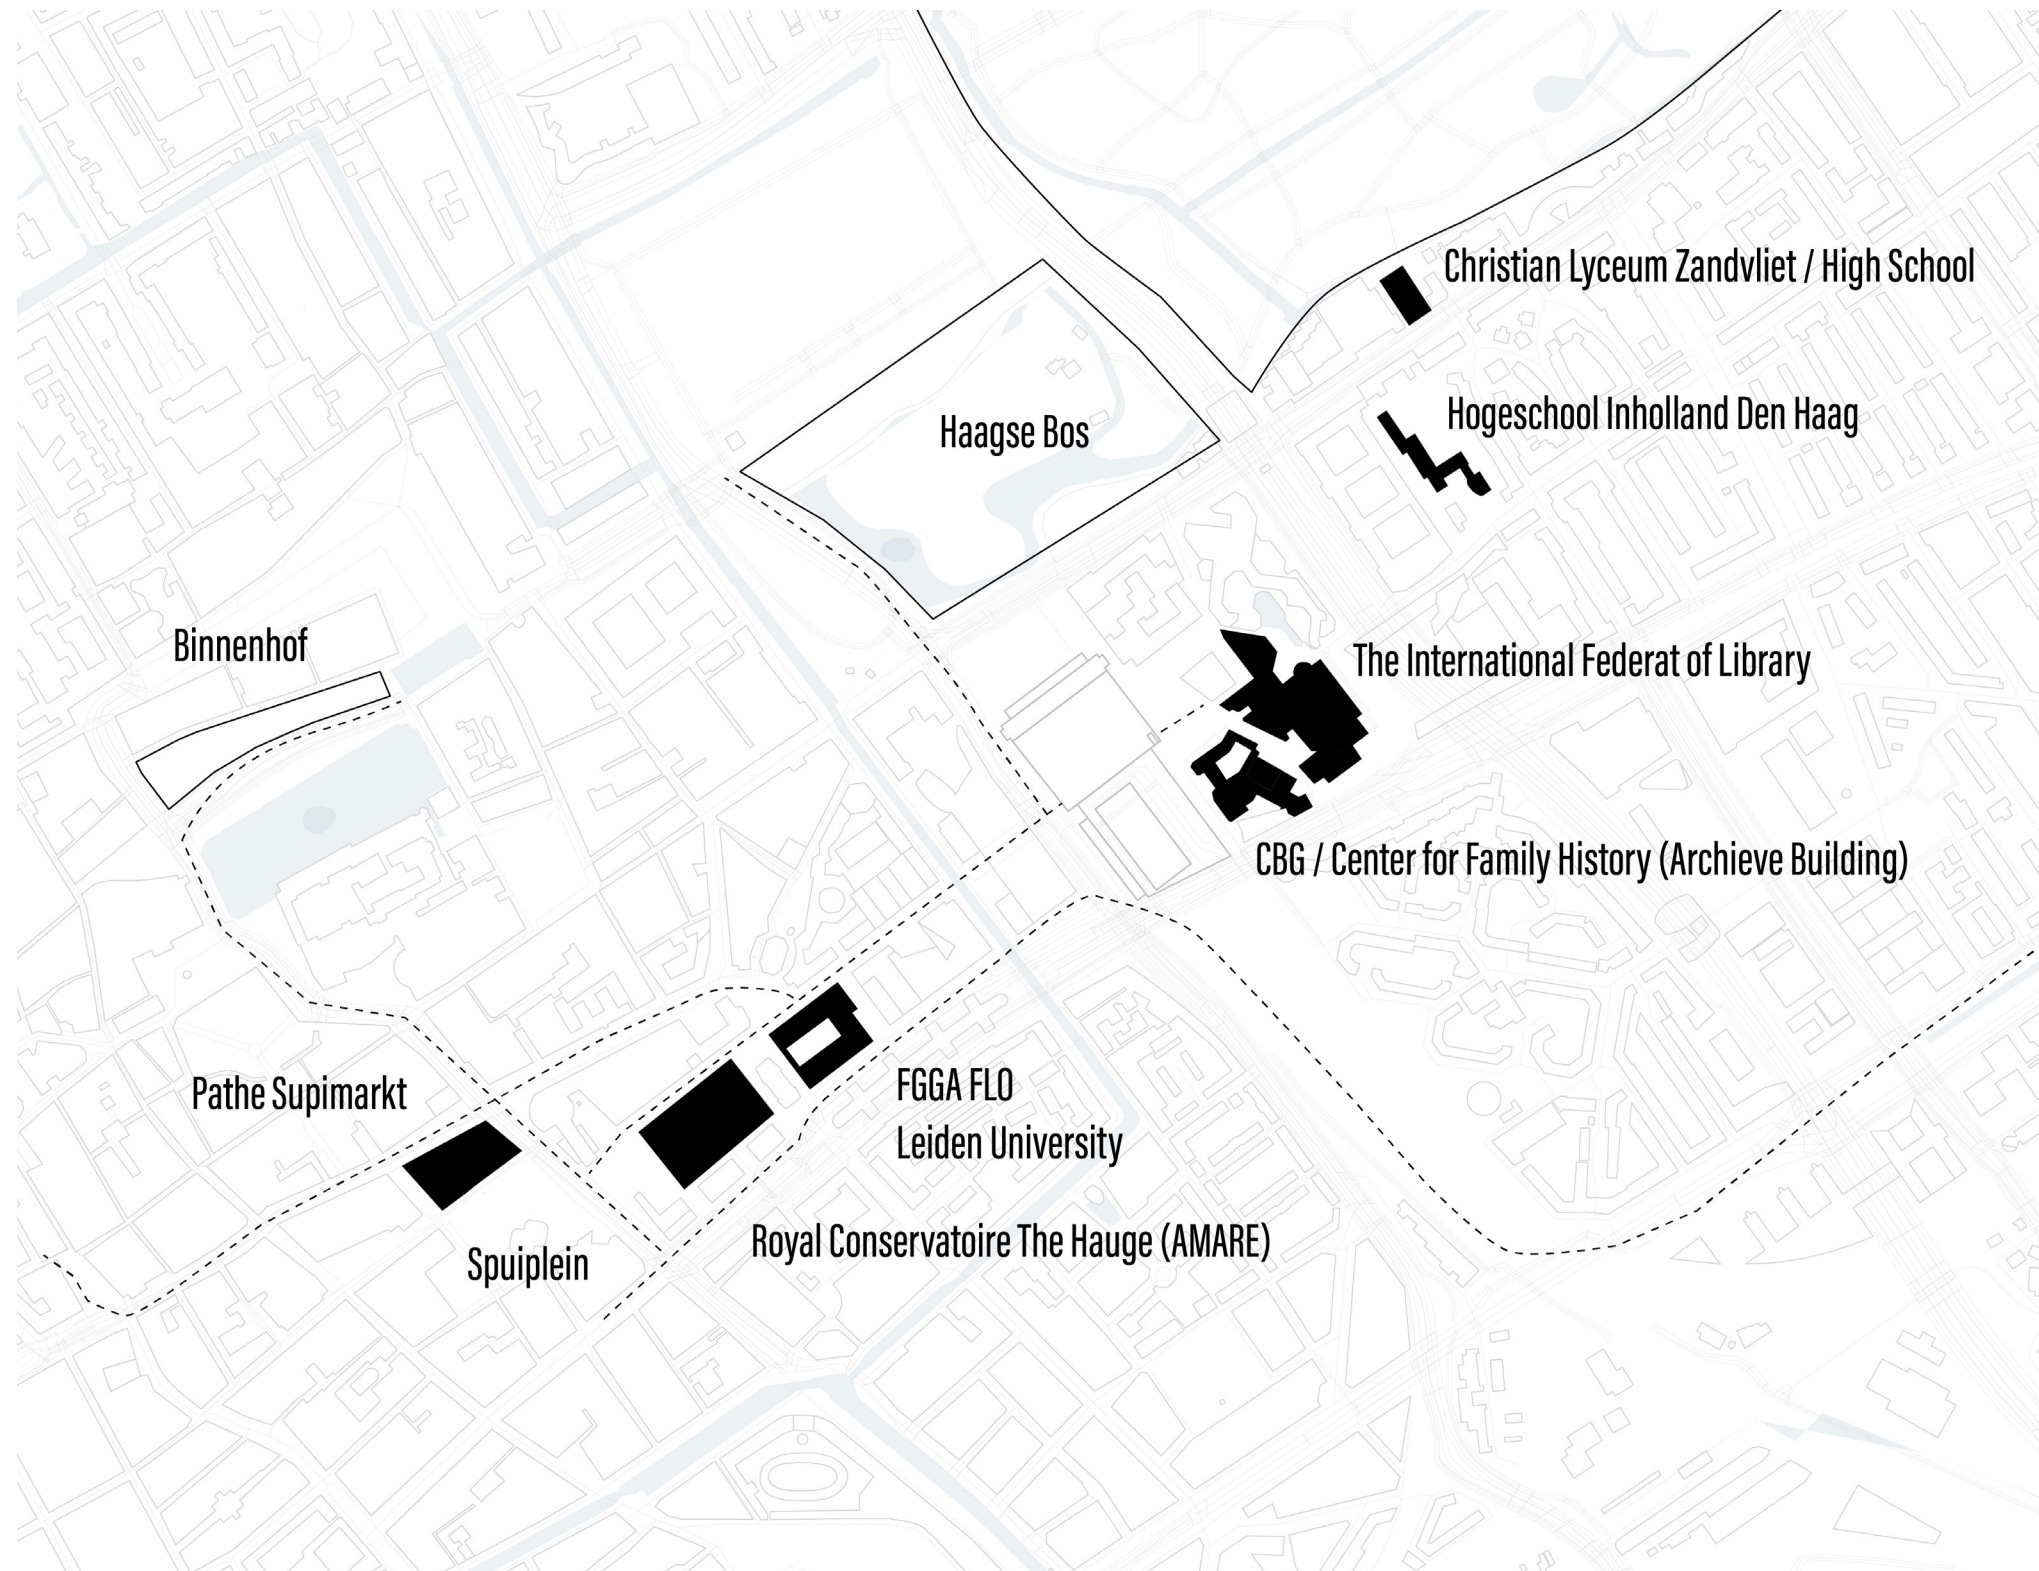 Christian Lyceum Zandvliet / High School
Hogeschool Inholland Den Haag
Haagse Bos
Binnenhof
The International Federat of Library
CBG / Center for Family History (Archieve Building)
Pathe Supimarkt
FGGA FLO
Leiden University
Royal Conservatoire The Hauge (AMARE)
Spuiplein